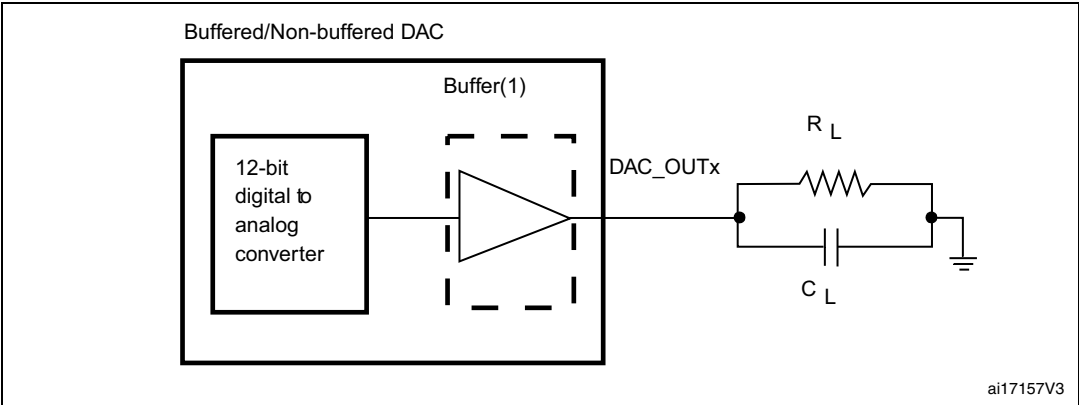 Buffered/Non-buffered DAC
Buffer(1)
12-bit
digital to
analog
converter
DAC_OUTx
R L
C L
ai17157V3